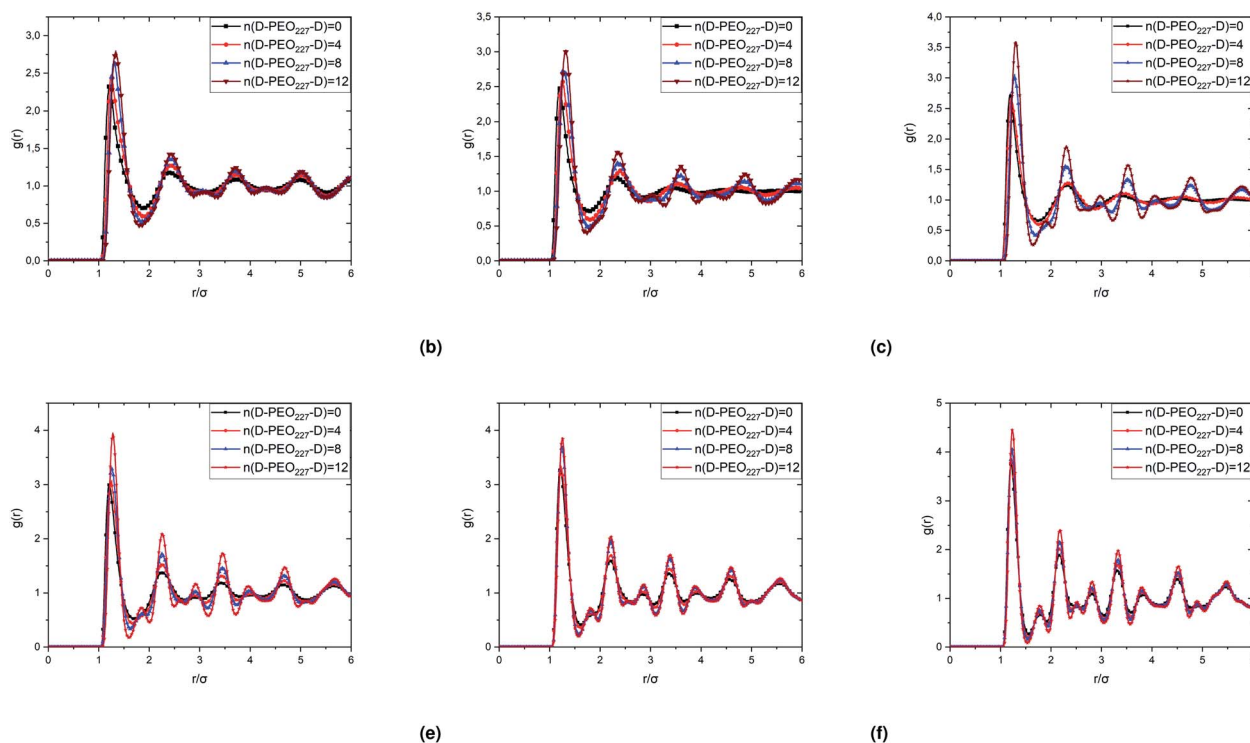 n(D-PEO227-D)=0
n(D-PEO227-D)=4
n(D-PEO227-D)=8
n(D-PEO227-D)=12
3,0
2,5
2,0
1,5
1,0
0,5
0,0
g(r)
0 1 2 3 4 5 6
r/σ
n(D-PEO227-D)=0
n(D-PEO227-D)=4
n(D-PEO227-D)=8
n(D-PEO227-D)=12
3,5
3,0
2,5
2,0
1,5
1,0
0,5
0,0
g(r)
0 1 2 3 4 5 6
r/σ
n(D-PEO227-D)=0
n(D-PEO227-D)=4
n(D-PEO227-D)=8
n(D-PEO227-D)=12
4,0
3,5
3,0
2,5
2,0
1,5
1,0
0,5
0,0
g(r)
0 1 2 3 4 5
r/σ
(b) (c)
n(D-PEO227-D)=0
n(D-PEO227-D)=4
n(D-PEO227-D)=8
n(D-PEO227-D)=12
4
3
2
1
0
g(r)
0 1 2 3 4 5 6
r/σ
n(D-PEO227-D)=0
n(D-PEO227-D)=4
n(D-PEO227-D)=8
n(D-PEO227-D)=12
4
3
2
1
0
g(r)
0 1 2 3 4 5 6
r/σ
n(D-PEO227-D)=0
n(D-PEO227-D)=4
n(D-PEO227-D)=8
n(D-PEO227-D)=12
5
4
3
2
1
0
g(r)
0 1 2 3 4 5
r/σ
(e) (f)